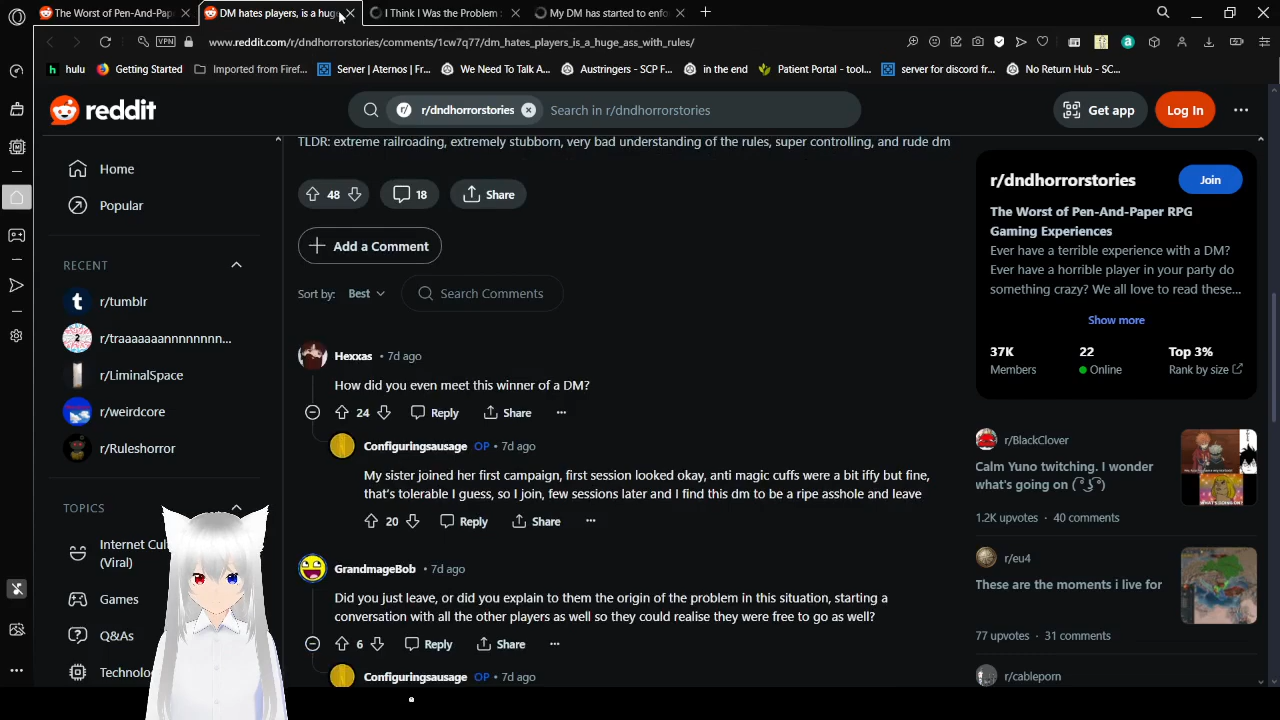 The Worst of Pen-And-Pap
DM hates players, is a huge
I Think I Was the Problem
My DM has started to enfo
VPN
www.reddit.com/r/dndhorrorstories/comments/1cw7q77/dm_hates_players_is_a_huge_ass_with_rules/
hulu
Getting Started
Imported from Firef...
Server | Aternos | Fr...
We Need To Talk A...
Austringers - SCP F...
in the end
Patient Portal - tool...
server for discord fr...
No Return Hub - SC...
reddit
r/dndhorrorstories
Search in r/dndhorrorstories
Get app
Log In
TLDR: extreme railroading, extremely stubborn, very bad understanding of the rules, super controlling, and rude dm
48
18
Share
Add a Comment
Sort by:
Best
Search Comments
Home
Popular
RECENT
r/tumblr
r/traaaaaaannnnnnnn...
r/LiminalSpace
r/weirdcore
r/Ruleshorror
TOPICS
Internet Cul
(Viral)
Games
Q&As
Technolo
Hexxas • 7d ago
How did you even meet this winner of a DM?
24
Reply
Share
Configuringsausage OP • 7d ago
My sister joined her first campaign, first session looked okay, anti magic cuffs were a bit iffy but fine,
that's tolerable I guess, so I join, few sessions later and I find this dm to be a ripe asshole and leave
20
Reply
Share
GrandmageBob • 7d ago
Did you just leave, or did you explain to them the origin of the problem in this situation, starting a
conversation with all the other players as well so they could realise they were free to go as well?
6
Reply
Share
Configuringsausage OP • 7d ago
r/dndhorrorstories
Join
The Worst of Pen-And-Paper RPG
Gaming Experiences
Ever have a terrible experience with a DM?
Ever have a horrible player in your party do
something crazy? We all love to read these...
Show more
37K
Members
22
Online
Top 3%
Rank by size
r/BlackClover
Calm Yuno twitching. I wonder
what's going on ( ͡° ͜ʖ ͡°)
1.2K upvotes • 40 comments
r/eu4
These are the moments i live for
77 upvotes • 31 comments
r/cableporn